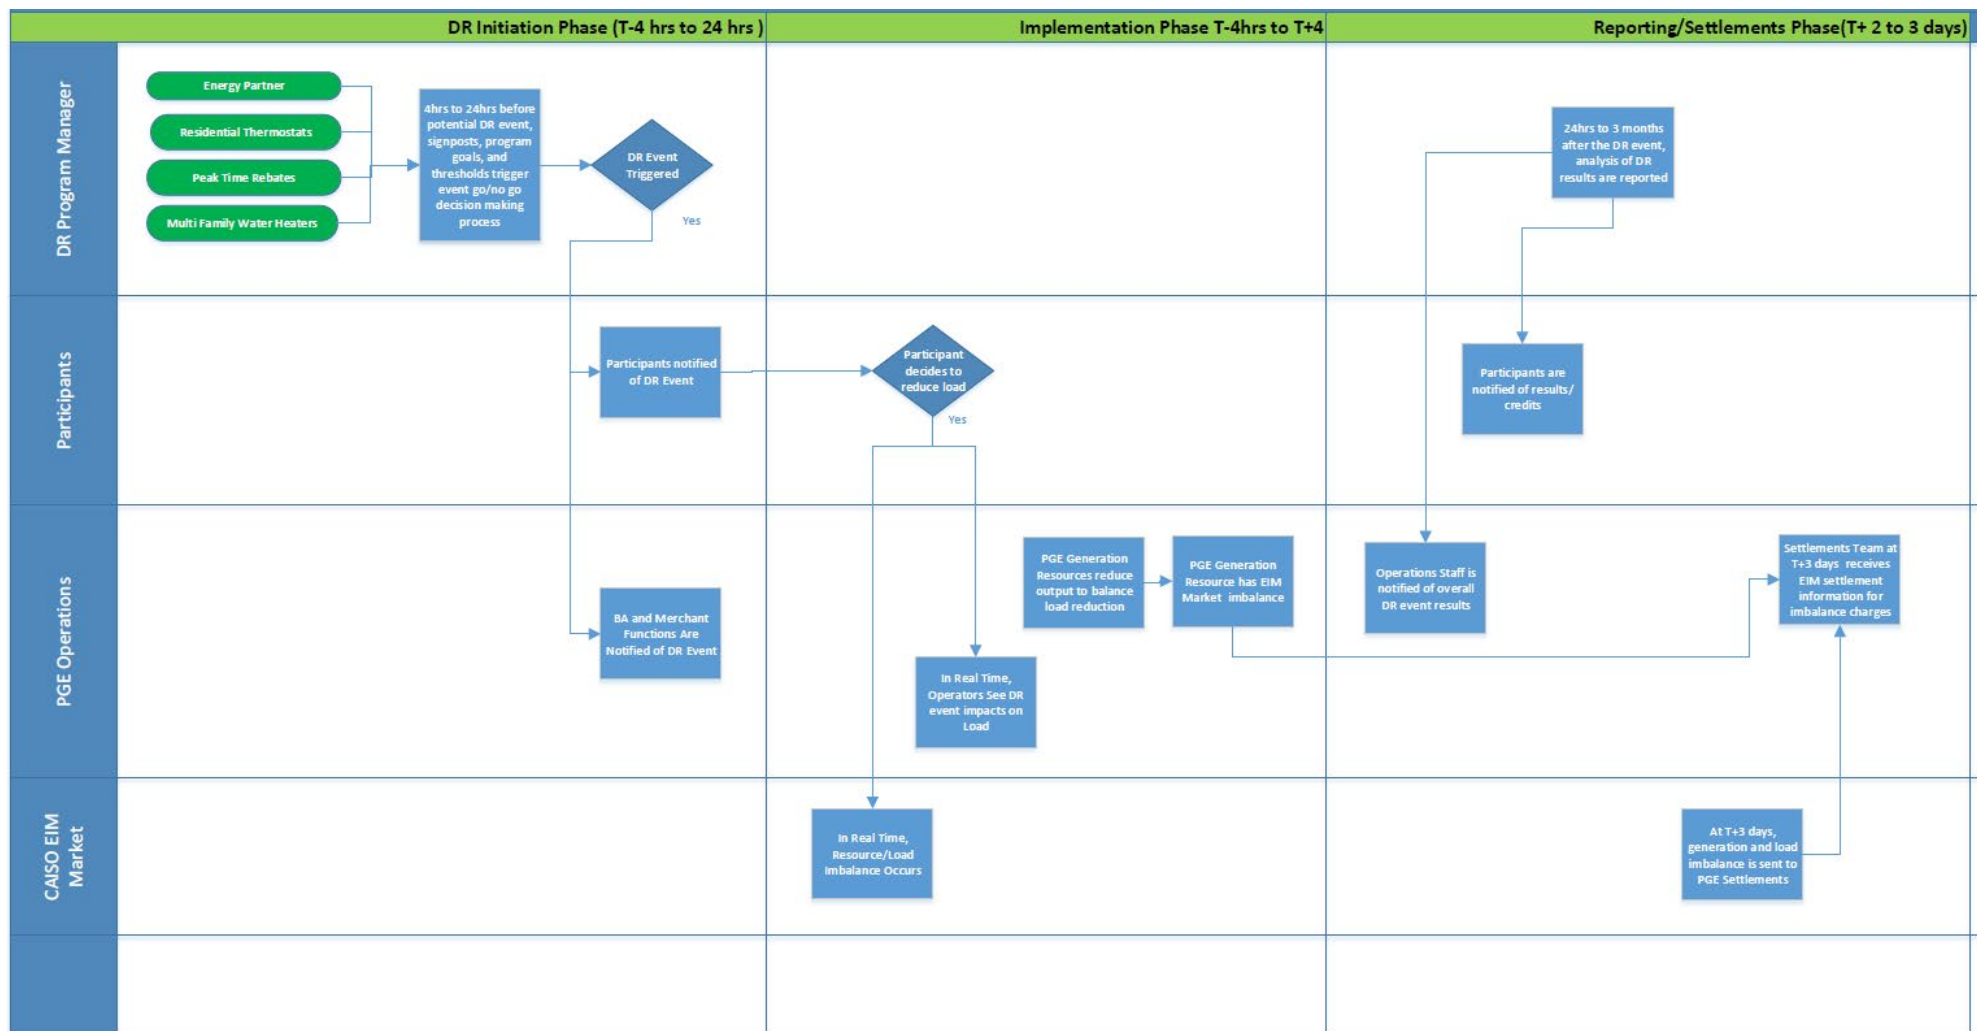 DR Initiation Phase (T-4 hrs to 24 hrs )
Implementation Phase T-4hrs to T+4
Reporting/Settlements Phase(T+ 2 to 3 days)
DR Program Manager
Energy Partner
Residential Thermostats
Peak Time Rebates
Multi Family Water Heaters
4hrs to 24hrs before
potential DR event,
signposts, program
goals, and
thresholds trigger
event go/no go
decision making
process
DR Event
Triggered
Yes
24hrs to 3 months
after the DR event,
analysis of DR
results are reported
Participants
Participants notified
of DR Event
Participant
decides to
reduce load
Yes
Participants are
notified of results/
credits
PGE Operations
BA and Merchant
Functions Are
Notified of DR Event
In Real Time,
Operators See DR
event impacts on
Load
PGE Generation
Resources reduce
output to balance
load reduction
PGE Generation
Resource has EIM
Market imbalance
Operations Staff is
notified of overall
DR event results
Settlements Team at
T+3 days receives
EIM settlement
information for
imbalance charges
CAISO EIM
Market
In Real Time,
Resource/Load
Imbalance Occurs
At T+3 days,
generation and load
imbalance is sent to
PGE Settlements